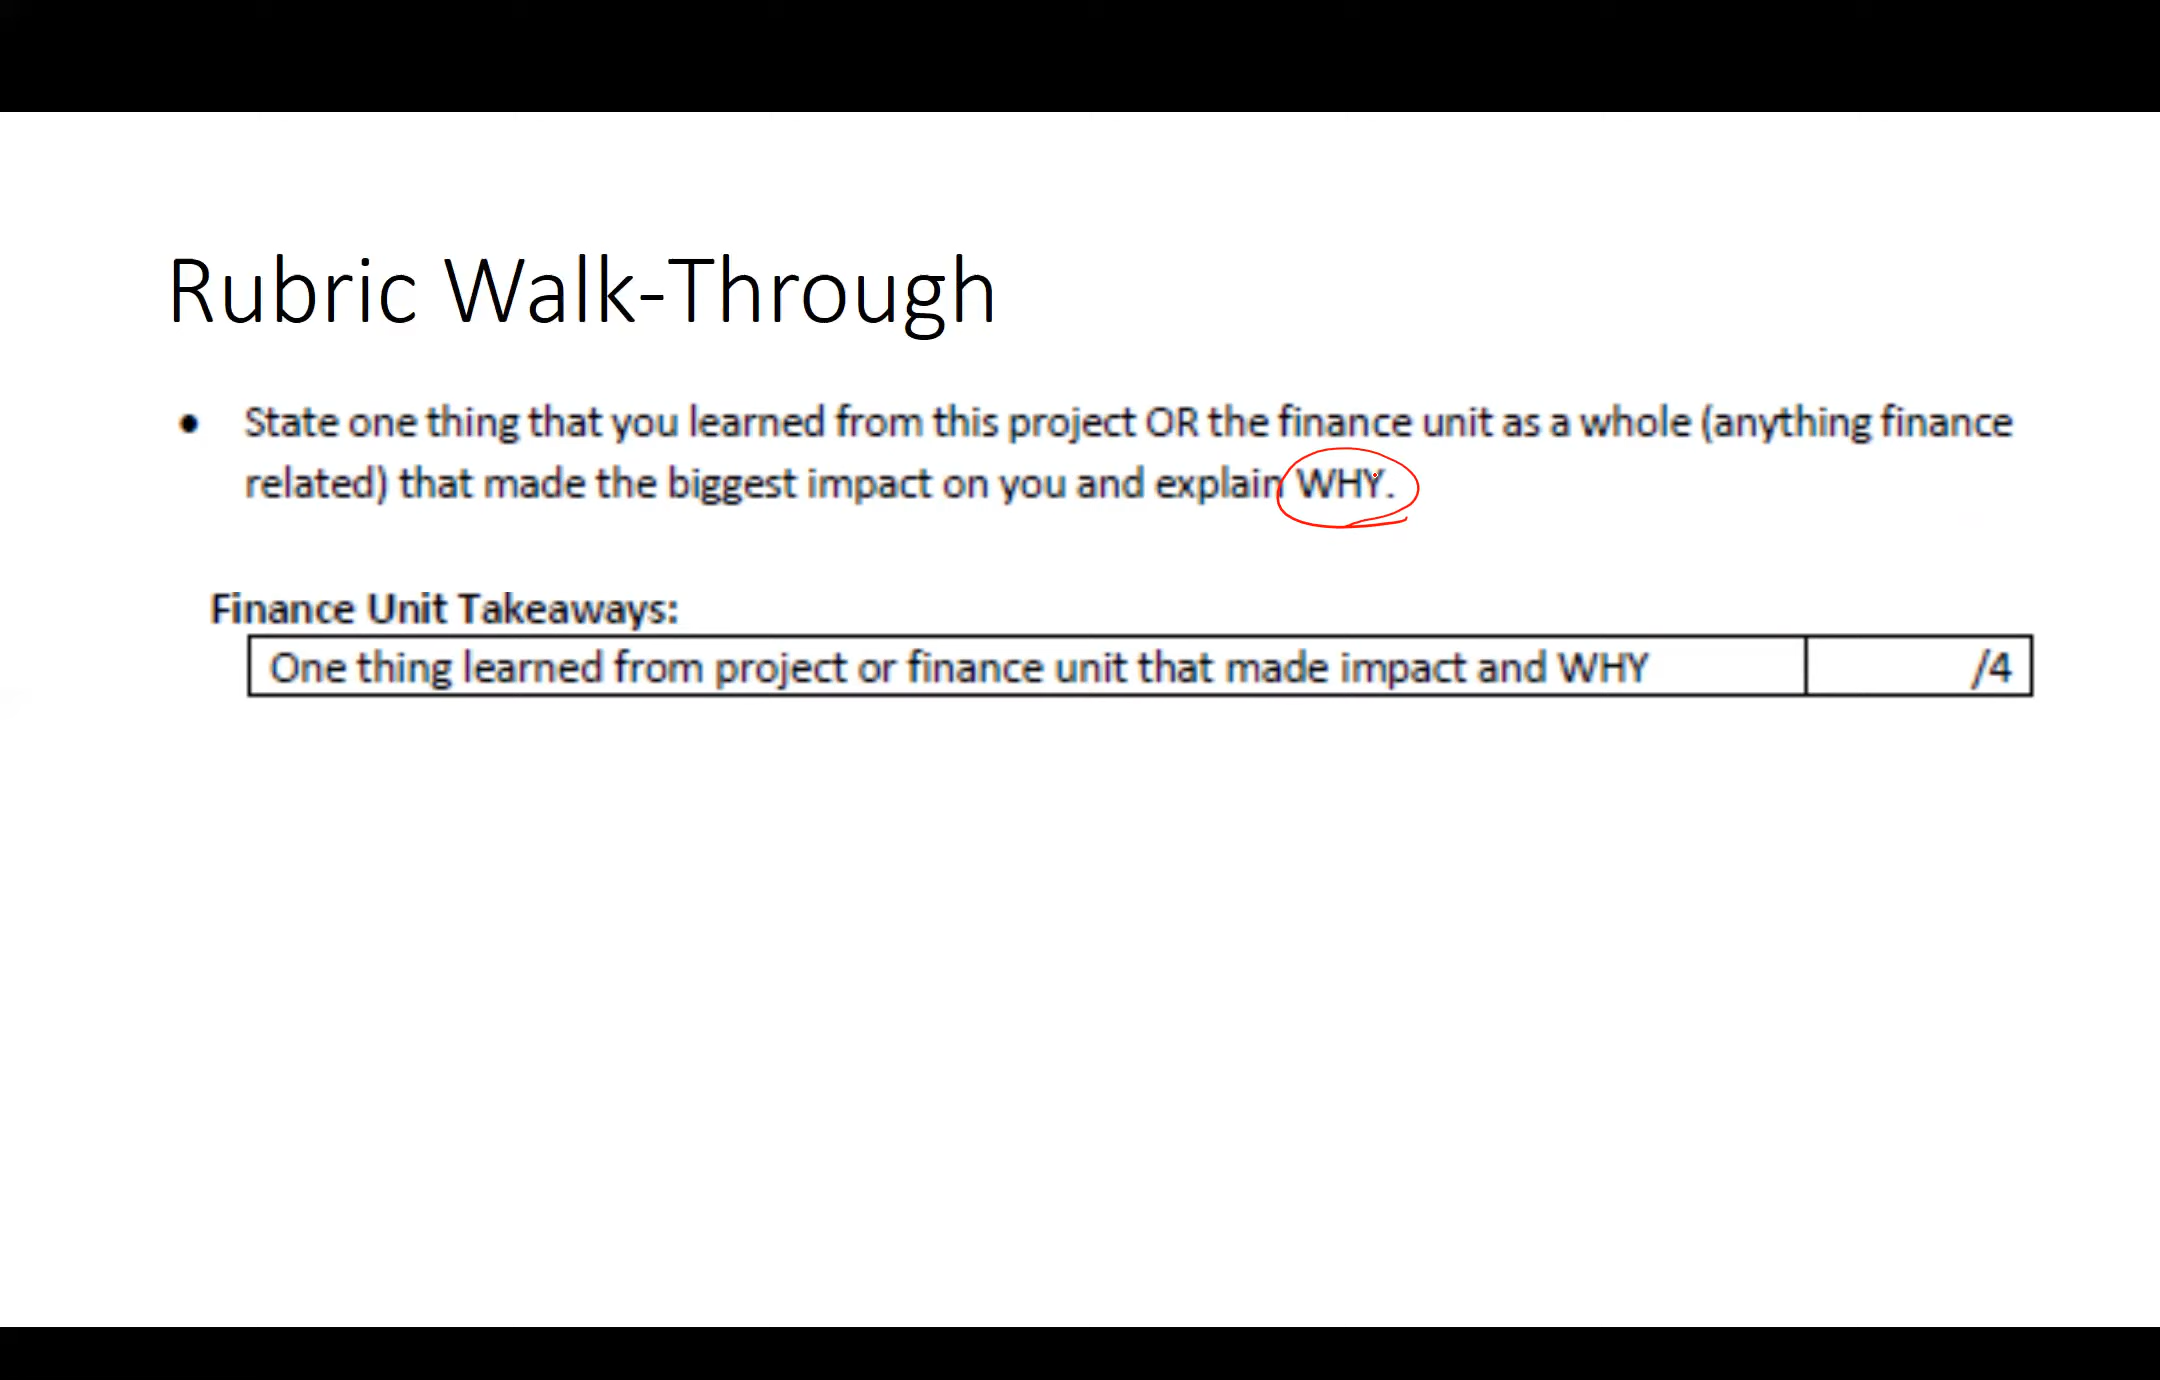 Rubric Walk-Through
• State one thing that you learned from this project OR the finance unit as a whole (anything finance
related) that made the biggest impact on you and explain WHY.
Finance Unit Takeaways:
One thing learned from project or finance unit that made impact and WHY /4